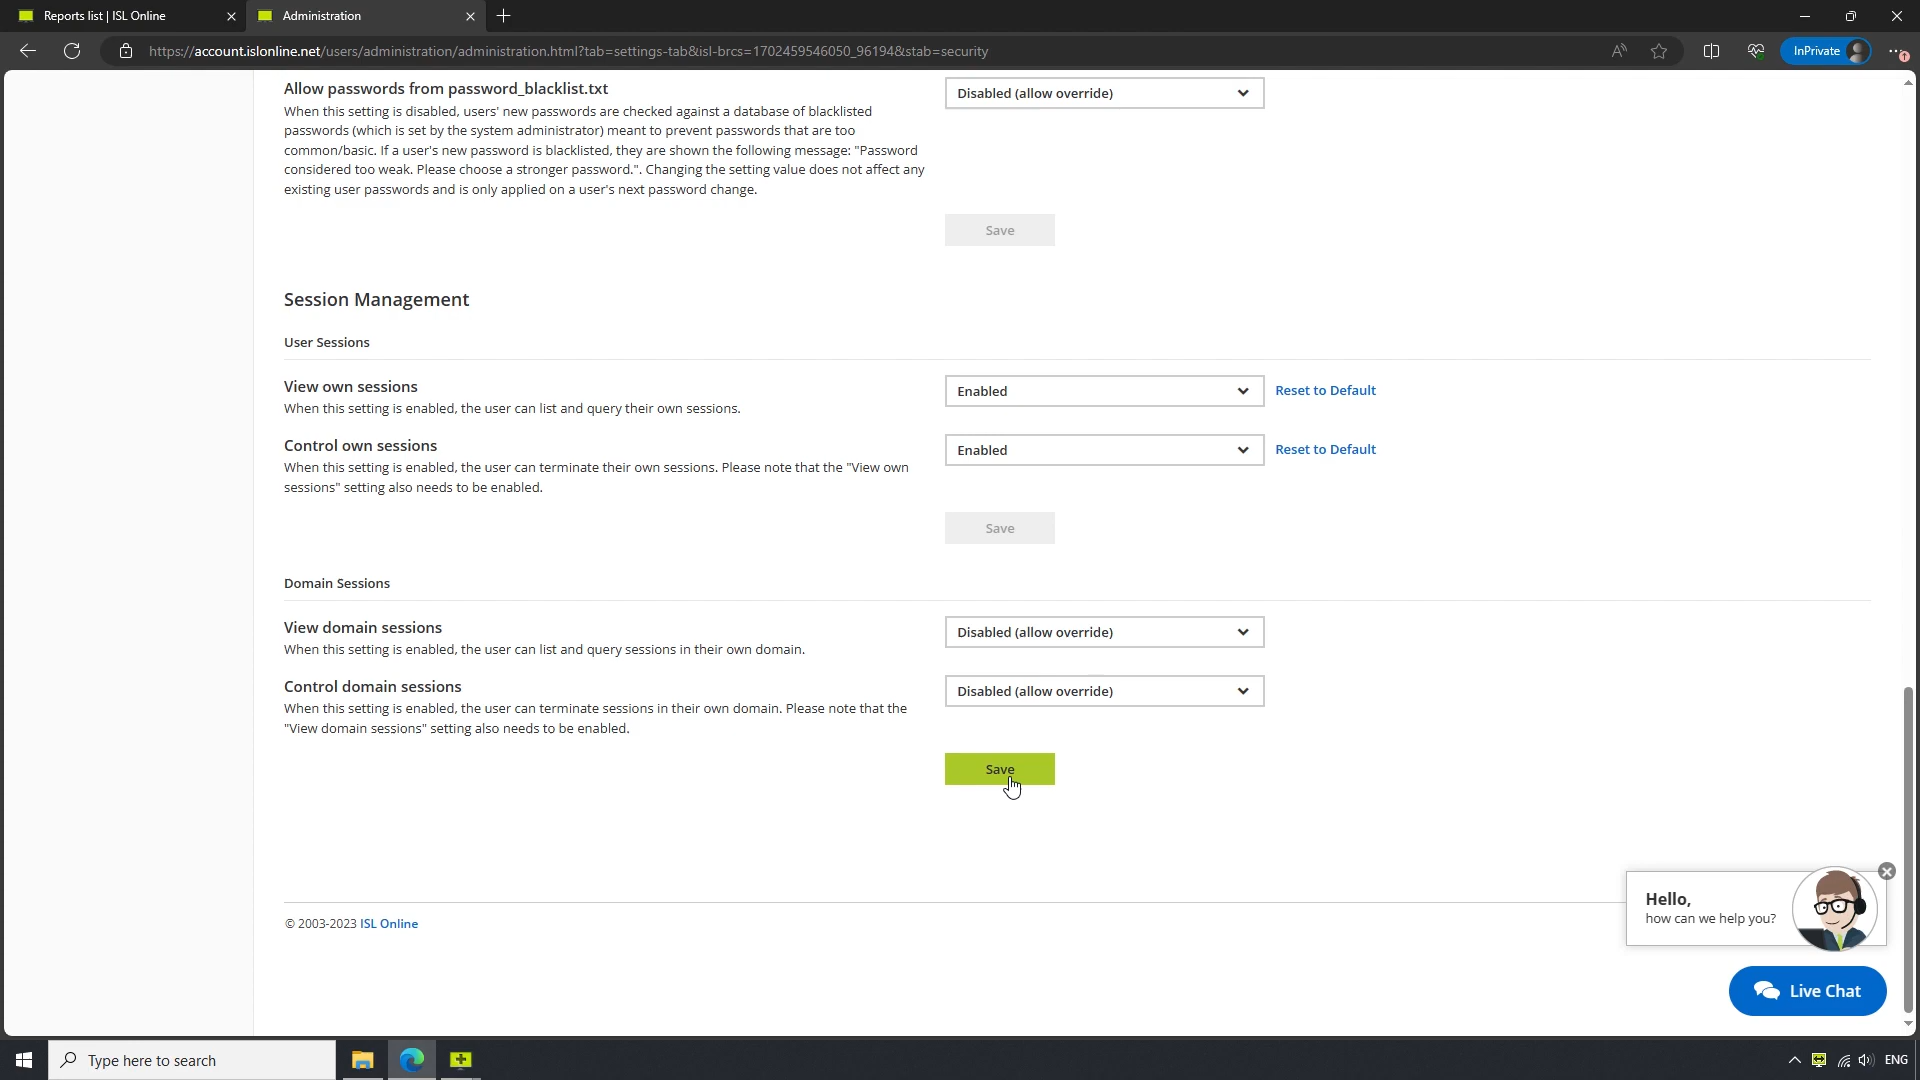 Reports list | ISL Online
Administration
https://account.islonline.net/users/administration/administration.html?tab=settings-tab&isl-brcs=1702459546050_96194&stab=security
InPrivate
Allow passwords from password_blacklist.txt
Disabled (allow override)
When this setting is disabled, users' new passwords are checked against a database of blacklisted
passwords (which is set by the system administrator) meant to prevent passwords that are too
common/basic. If a user's new password is blacklisted, they are shown the following message: "Password
considered too weak. Please choose a stronger password.". Changing the setting value does not affect any
existing user passwords and is only applied on a user's next password change.
Save
Session Management
User Sessions
View own sessions
Enabled
Reset to Default
When this setting is enabled, the user can list and query their own sessions.
Control own sessions
Enabled
Reset to Default
When this setting is enabled, the user can terminate their own sessions. Please note that the "View own
sessions" setting also needs to be enabled.
Save
Domain Sessions
View domain sessions
Disabled (allow override)
When this setting is enabled, the user can list and query sessions in their own domain.
Control domain sessions
Disabled (allow override)
When this setting is enabled, the user can terminate sessions in their own domain. Please note that the
"View domain sessions" setting also needs to be enabled.
Save
Hello,
how can we help you?
© 2003-2023 ISL Online
Live Chat
Type here to search
ENG